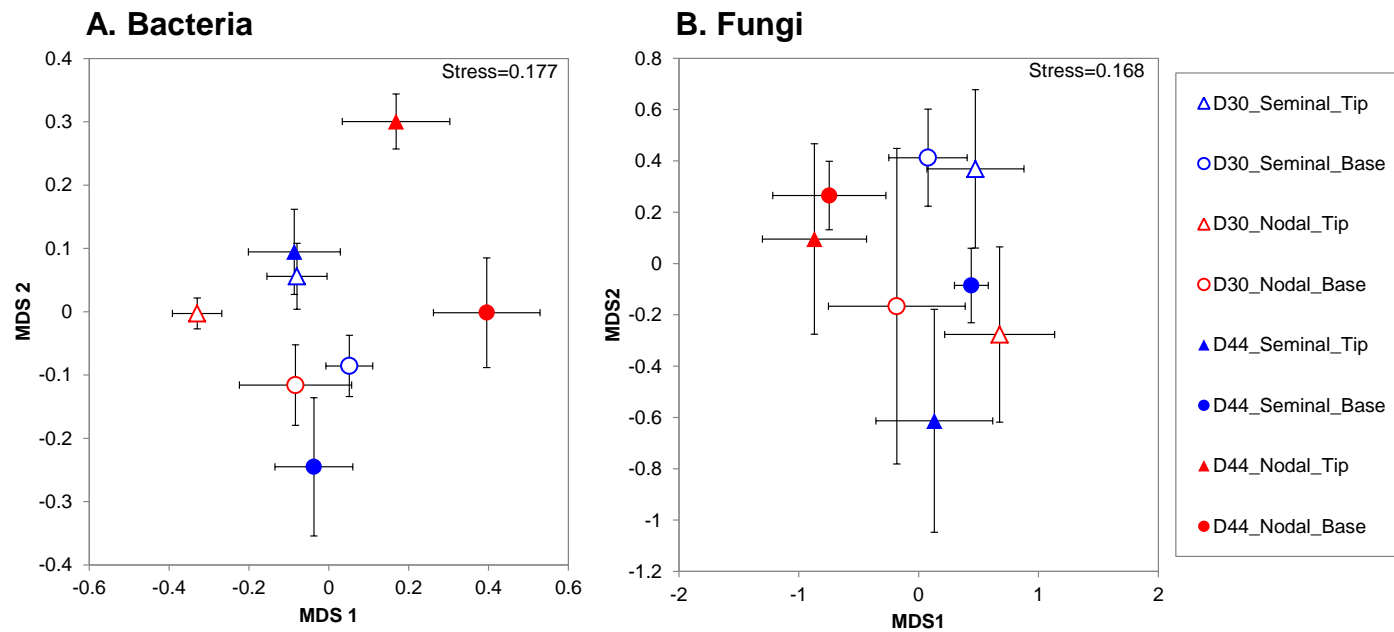 A. Bacteria
Stress=0.177
0.4
0.3
0.2
0.1
0
-0.1
-0.2
-0.3
-0.4
MDS 2
-0.6
-0.4
-0.2
0
0.2
0.4
0.6
MDS 1
B. Fungi
Stress=0.168
0.8
0.6
0.4
0.2
0
-0.2
-0.4
-0.6
-0.8
-1
-1.2
MDS2
-2
-1
0
1
2
MDS1
D30_Seminal_Tip
D30_Seminal_Base
D30_Nodal_Tip
D30_Nodal_Base
D44_Seminal_Tip
D44_Seminal_Base
D44_Nodal_Tip
D44_Nodal_Base